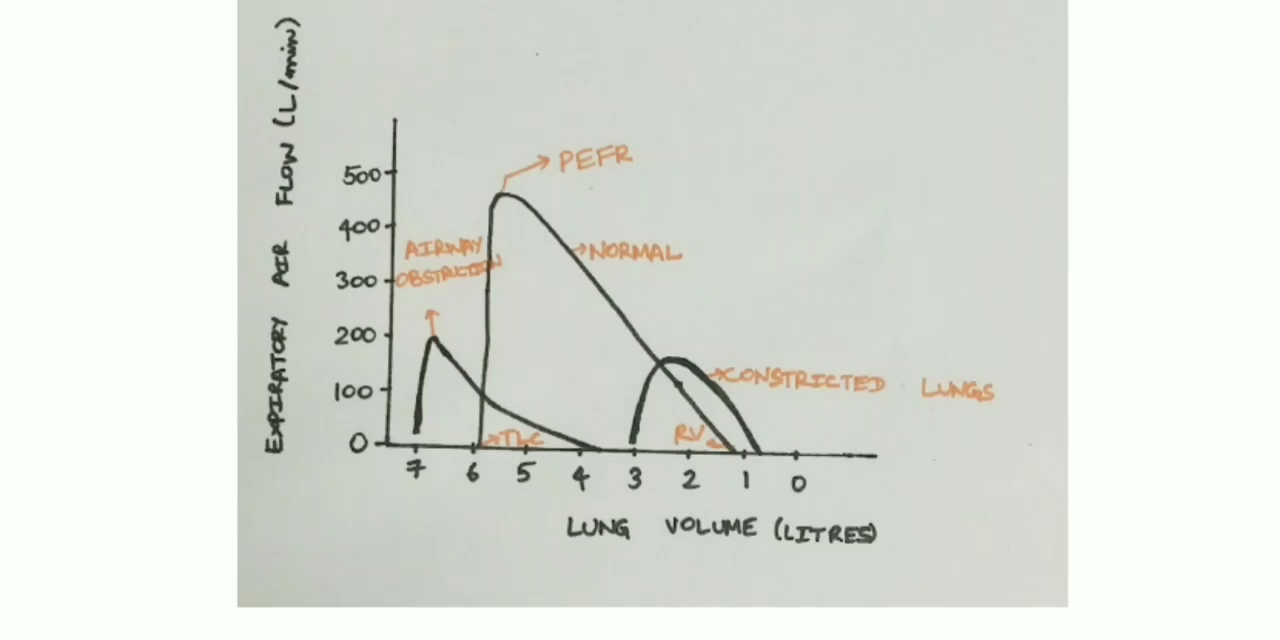 EXPIRATORY AIR FLOW (L/min)
500
400
300
200
100
0
PEFR
NORMAL
AIRWAY
OBSTRICTION
CONSTRICTED LUNGS
TLC
RV
7 6 5 4 3 2 1 0
LUNG VOLUME (LITRES)